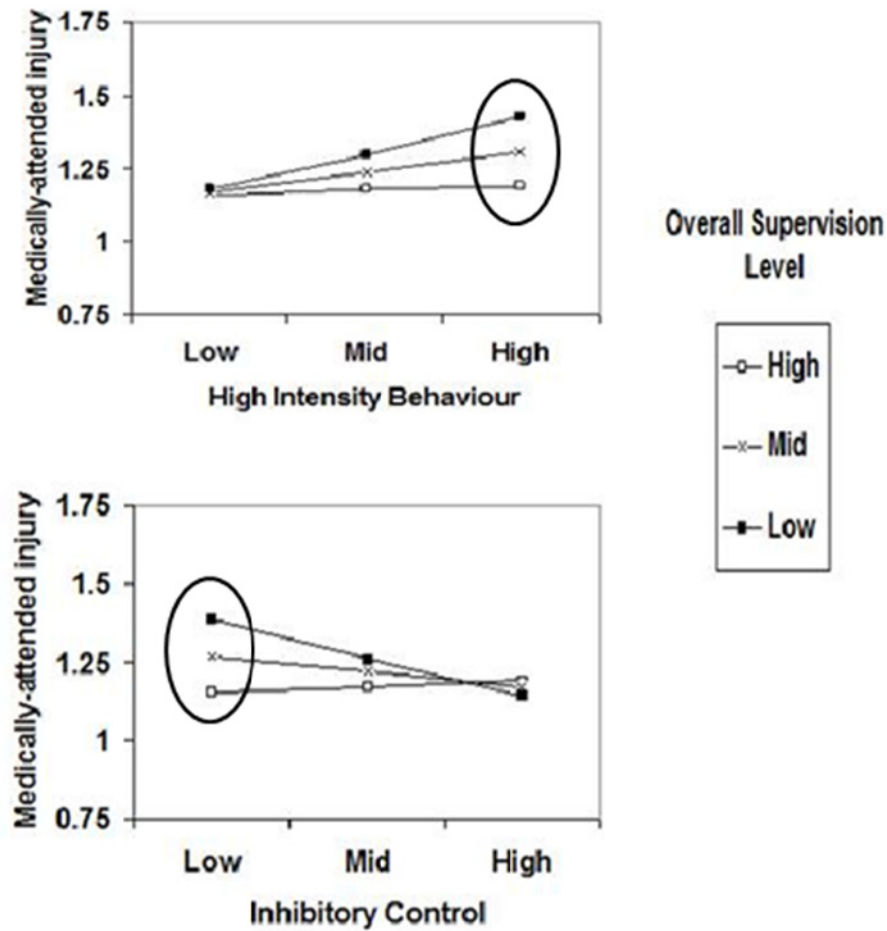 Medically-attended injury
1.75
1.5
1.25
1
0.75
Low Mid High
High Intensity Behaviour
Overall Supervision
Level
High
Mid
Low
Medically-attended injury
1.75
1.5
1.25
1
0.75
Low Mid High
Inhibitory Control